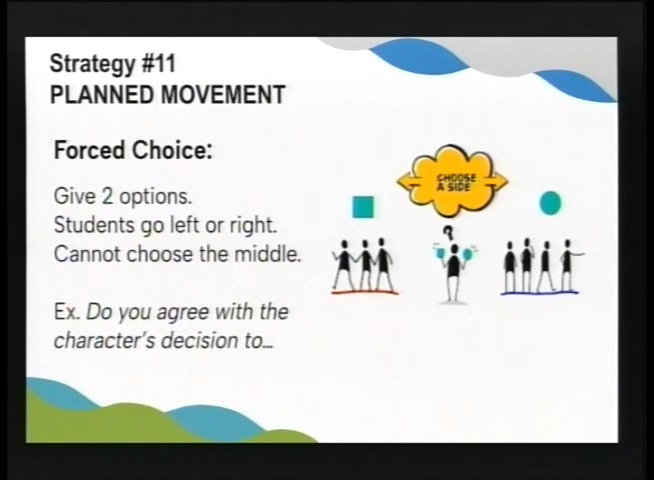 Strategy #11
PLANNED MOVEMENT
Forced Choice:
Give 2 options.
Students go left or right.
Cannot choose the middle.
Ex. Do you agree with the
character's decision to...
CHOOSE
A SIDE
?